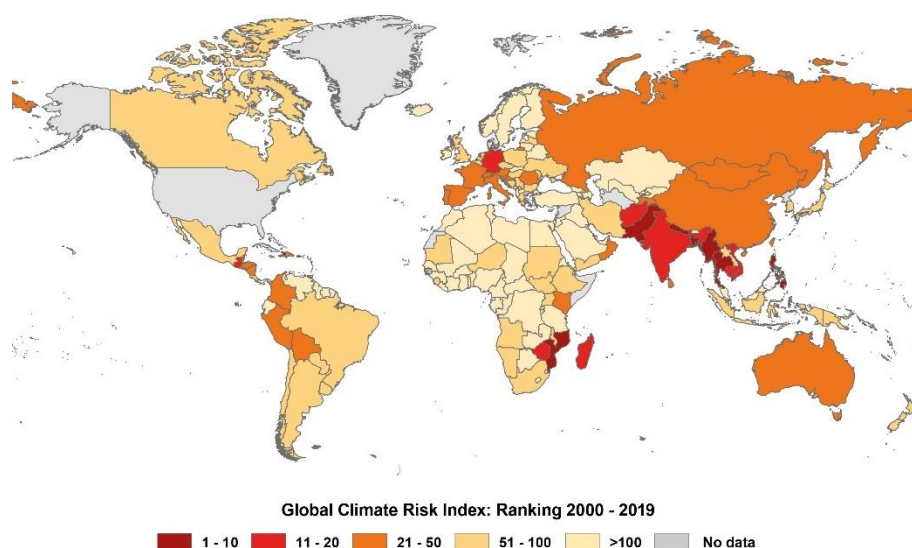 Global Climate Risk Index: Ranking 2000 - 2019
1 - 10 11 - 20 21 - 50 51 - 100 >100 No data